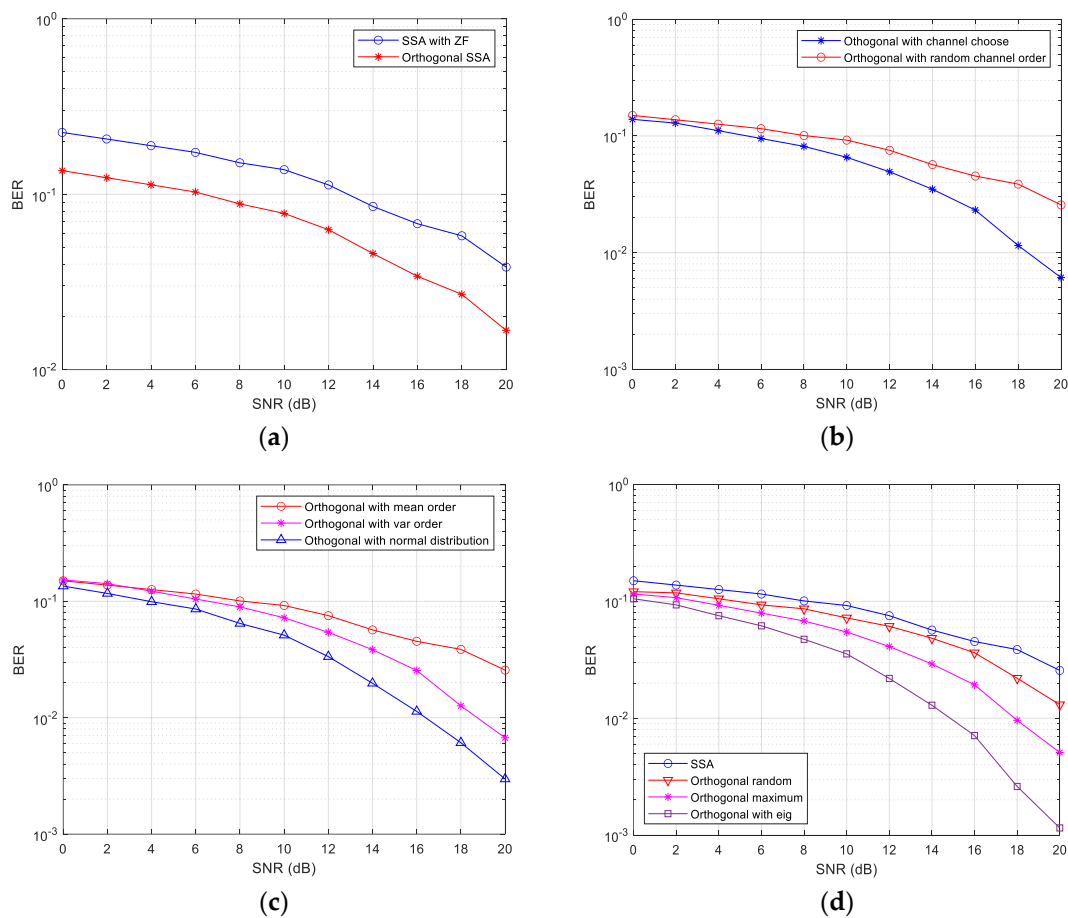 10^0
10^-1
10^-2
BER
SSA with ZF
Orthogonal SSA
0 2 4 6 8 10 12 14 16 18 20
SNR (dB)
(a)
10^0
10^-1
10^-2
10^-3
BER
Othogonal with channel choose
Orthogonal with random channel order
0 2 4 6 8 10 12 14 16 18 20
SNR (dB)
(b)
10^0
10^-1
10^-2
10^-3
BER
Orthogonal with mean order
Orthogonal with var order
Othogonal with normal distribution
0 2 4 6 8 10 12 14 16 18 20
SNR (dB)
(c)
10^0
10^-1
10^-2
10^-3
BER
SSA
Orthogonal random
Orthogonal maximum
Orthogonal with eig
0 2 4 6 8 10 12 14 16 18 20
SNR (dB)
(d)